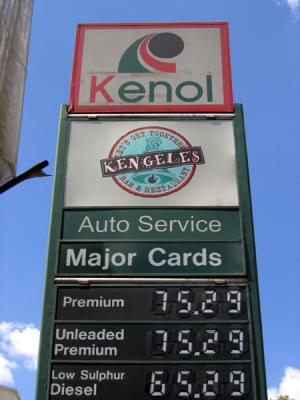 Kenol
LET'S GET TOGETHER
KENGELE'S
BAR & RESTAURANT
Auto Service
Major Cards
Premium 75.29
Unleaded
Premium 75.29
Low Sulphur
Diesel 65.29